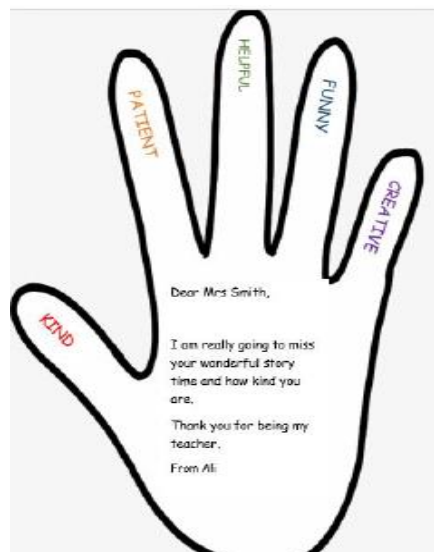 KIND
PATIENT
HELPFUL
FUNNY
CREATIVE
Dear Mrs Smith,
I am really going to miss
your wonderful story
time and how kind you
are.
Thank you for being my
teacher.
From Ali